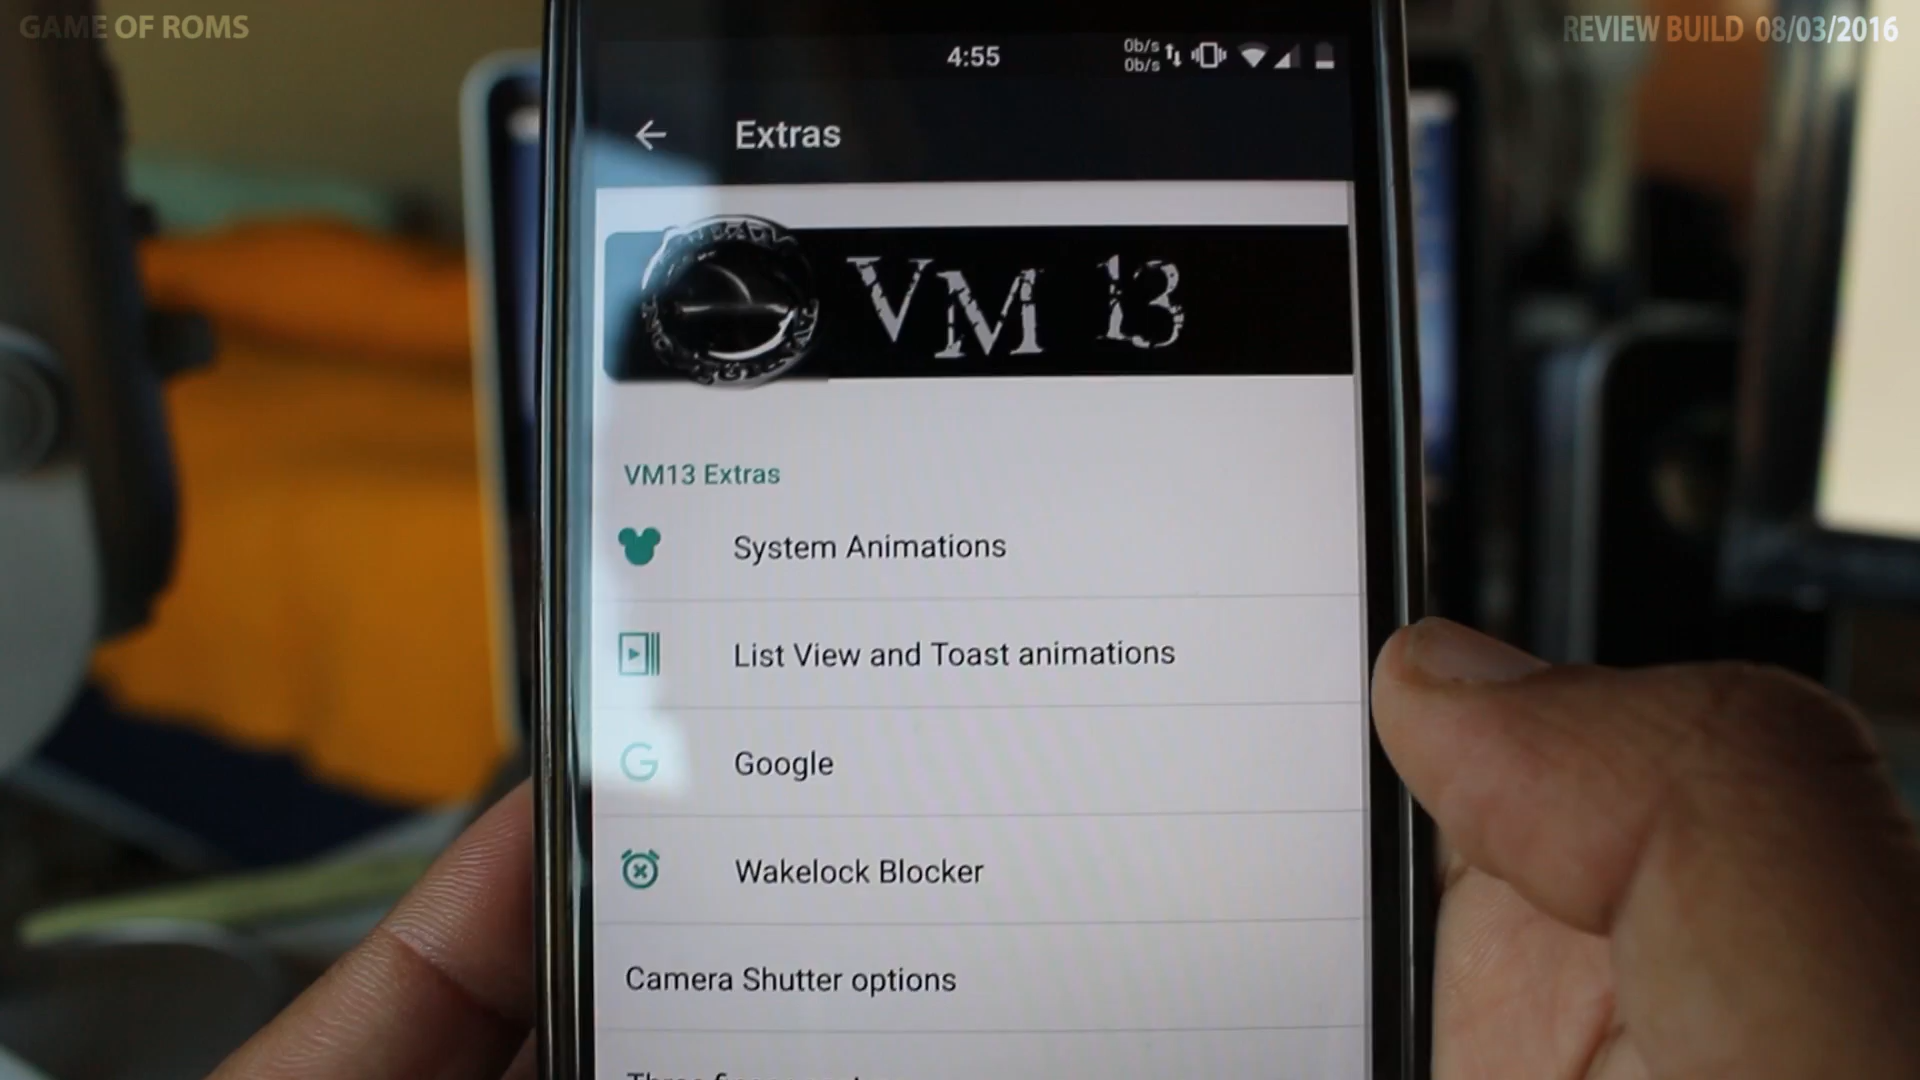 GAME OF ROMS
REVIEW BUILD 08/03/2016
4:55
0b/s
0b/s
Extras
VM 13
VM13 Extras
System Animations
List View and Toast animations
Google
Wakelock Blocker
Camera Shutter options